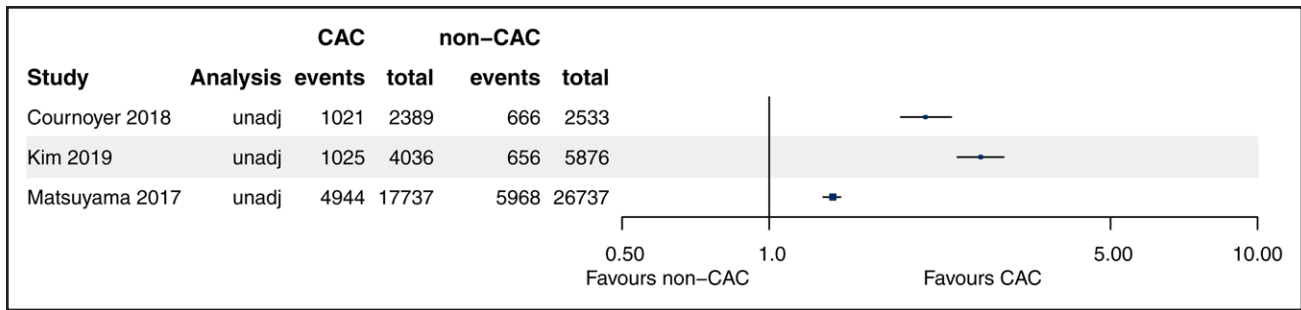 CAC non−CAC
Study Analysis events total events total
Cournoyer 2018 unadj 1021 2389 666 2533
Kim 2019 unadj 1025 4036 656 5876
Matsuyama 2017 unadj 4944 17737 5968 26737
0.50 1.0 5.00 10.00
Favours non−CAC Favours CAC